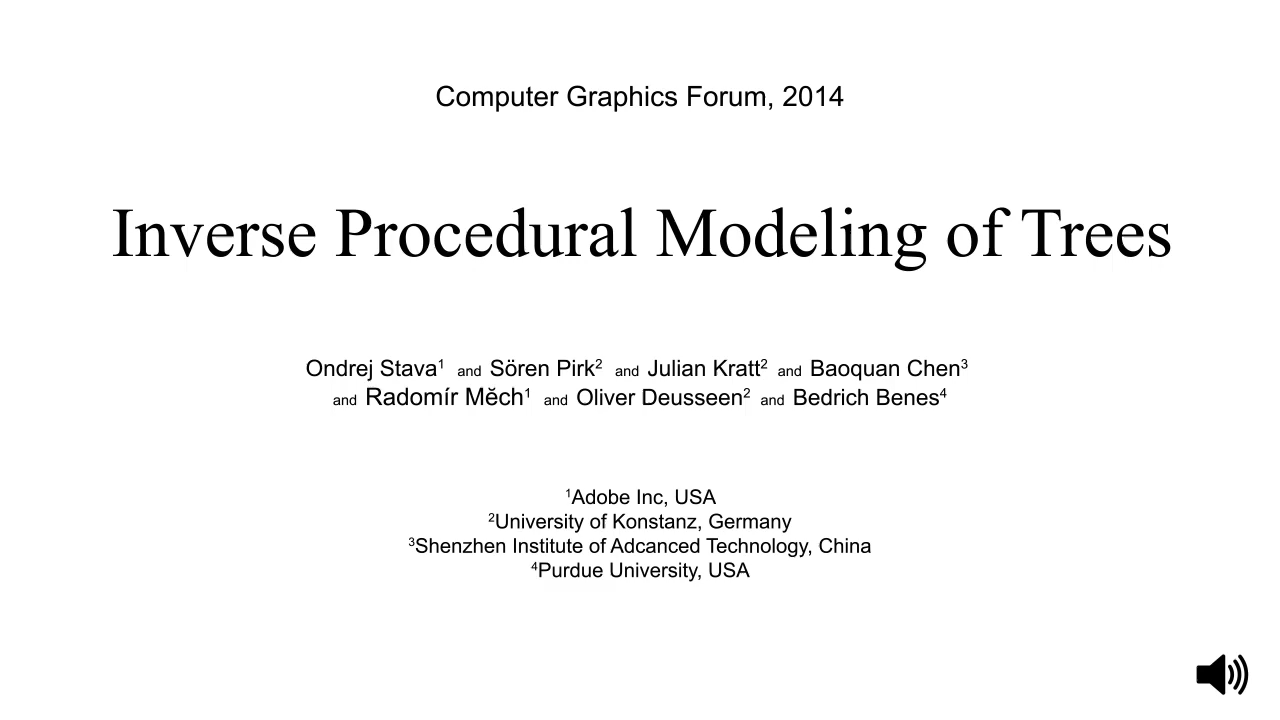 Computer Graphics Forum, 2014
Inverse Procedural Modeling of Trees
Ondrej Stava¹ and Sören Pirk² and Julian Kratt² and Baoquan Chen³
and Radomír Mĕch¹ and Oliver Deusseen² and Bedrich Benes⁴
¹Adobe Inc, USA
²University of Konstanz, Germany
³Shenzhen Institute of Adcanced Technology, China
⁴Purdue University, USA